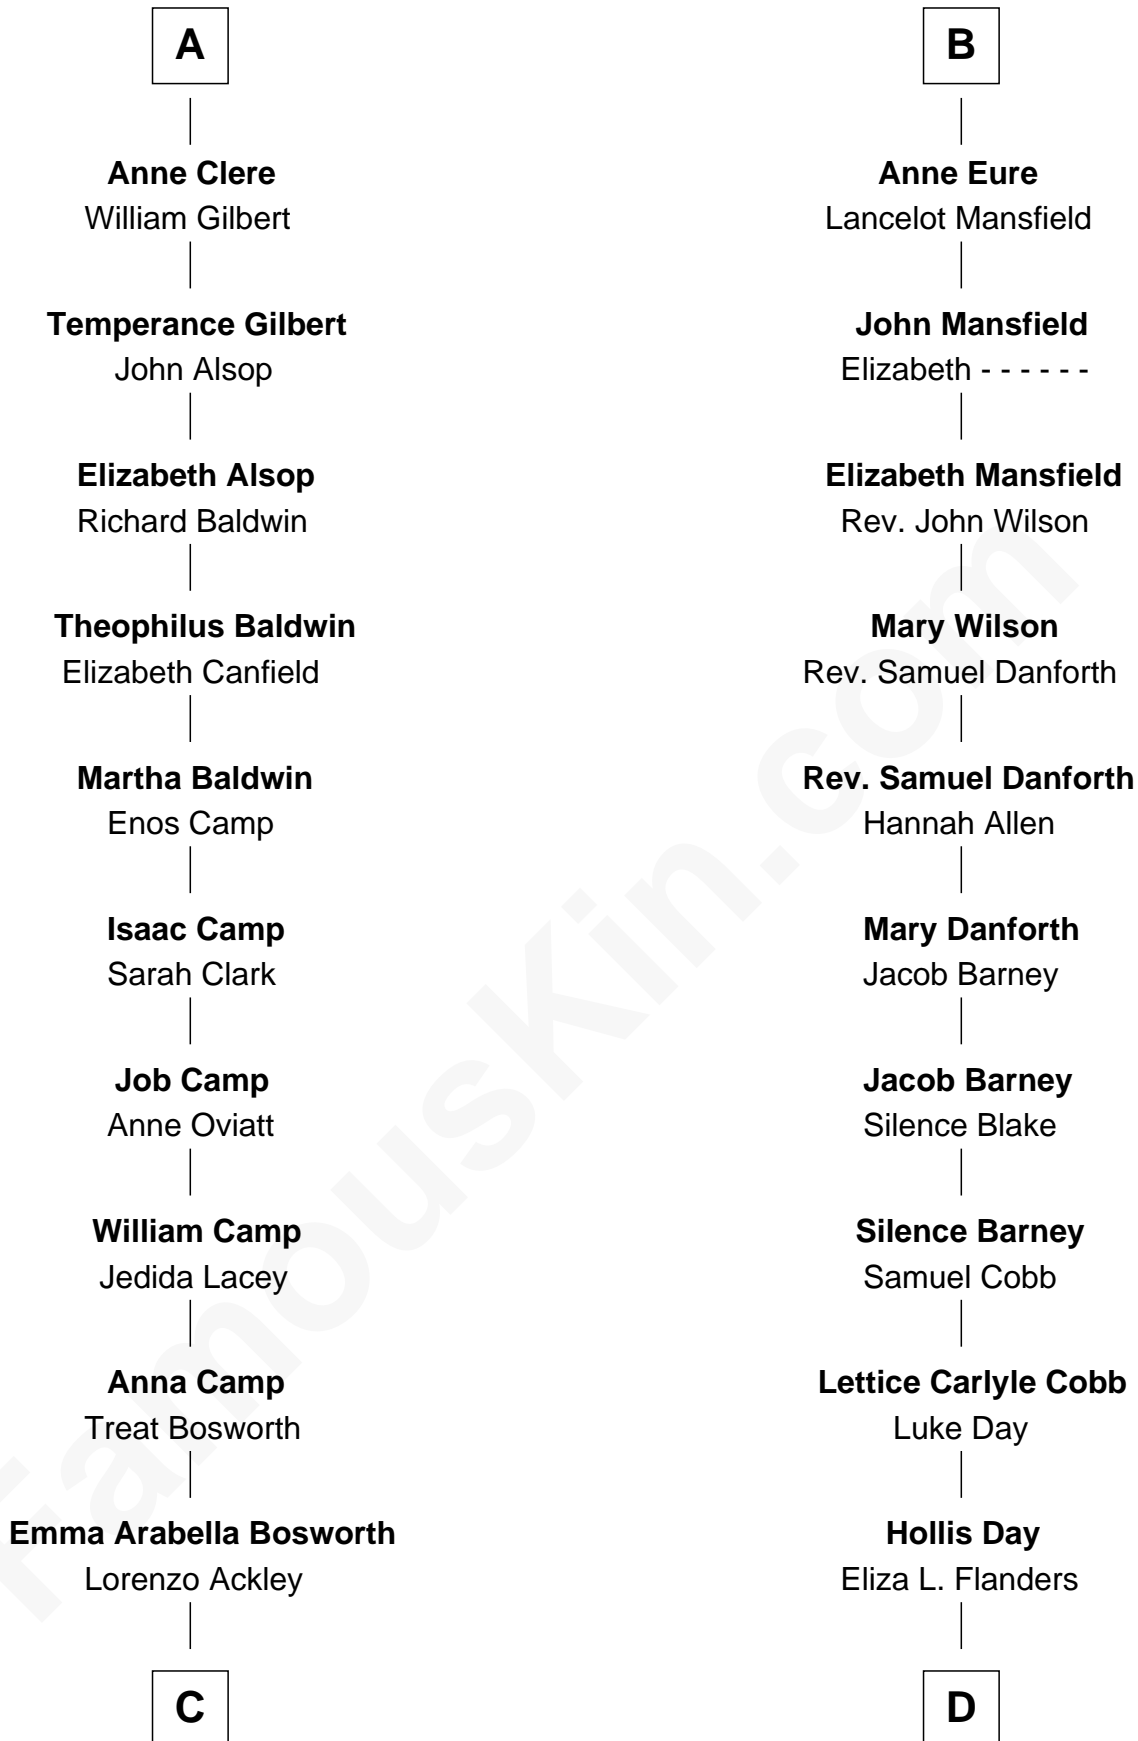 A
Anne Clere
William Gilbert
Temperance Gilbert
John Alsop
Elizabeth Alsop
Richard Baldwin
Theophilus Baldwin
Elizabeth Canfield
Martha Baldwin
Enos Camp
Isaac Camp
Sarah Clark
Job Camp
Anne Oviatt
William Camp
Jedida Lacey
Anna Camp
Treat Bosworth
Emma Arabella Bosworth
Lorenzo Ackley
C
B
Anne Eure
Lancelot Mansfield
John Mansfield
Elizabeth - - - - - -
Elizabeth Mansfield
Rev. John Wilson
Mary Wilson
Rev. Samuel Danforth
Rev. Samuel Danforth
Hannah Allen
Mary Danforth
Jacob Barney
Jacob Barney
Silence Blake
Silence Barney
Samuel Cobb
Lettice Carlyle Cobb
Luke Day
Hollis Day
Eliza L. Flanders
D
FamousKin.com